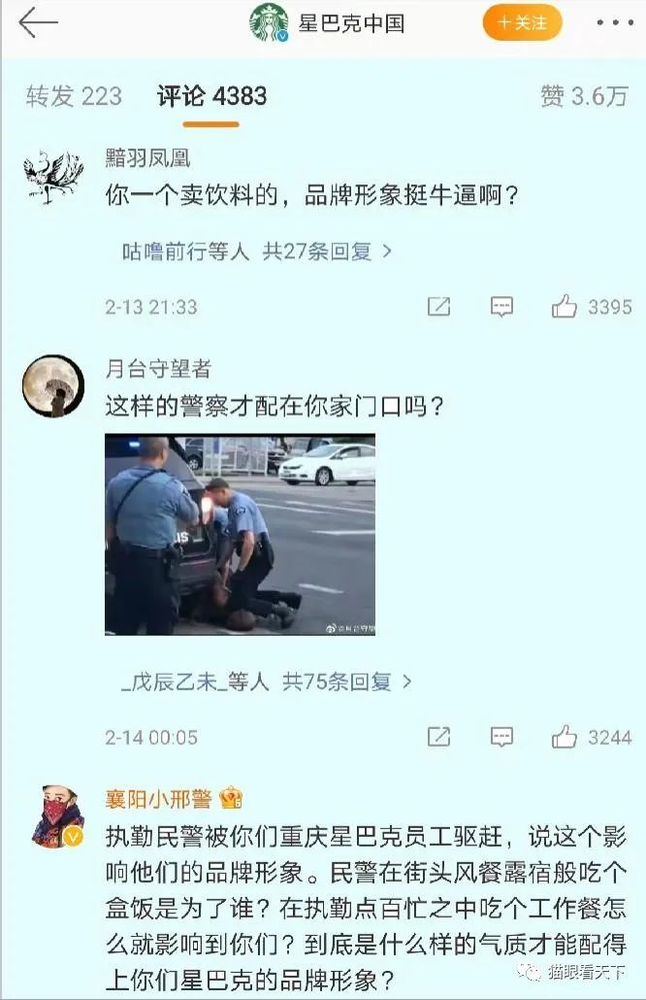 星巴克中国
+关注
转发 223 评论 4383 赞 3.6万
黯羽凤凰
你一个卖饮料的，品牌形象挺牛逼啊？
咕噜前行等人 共27条回复 >
2-13 21:33 3395
月台守望者
这样的警察才配在你家门口吗？
_戊辰乙未_等人 共75条回复 >
2-14 00:05 3244
襄阳小邢警
执勤民警被你们重庆星巴克员工驱赶，说这个影
响他们的品牌形象。民警在街头风餐露宿般吃个
盒饭是为了谁？在执勤点百忙之中吃个工作餐怎
么就影响到你们？到底是什么样的气质才能配得
上你们星巴克的品牌形象？
猫眼看天下